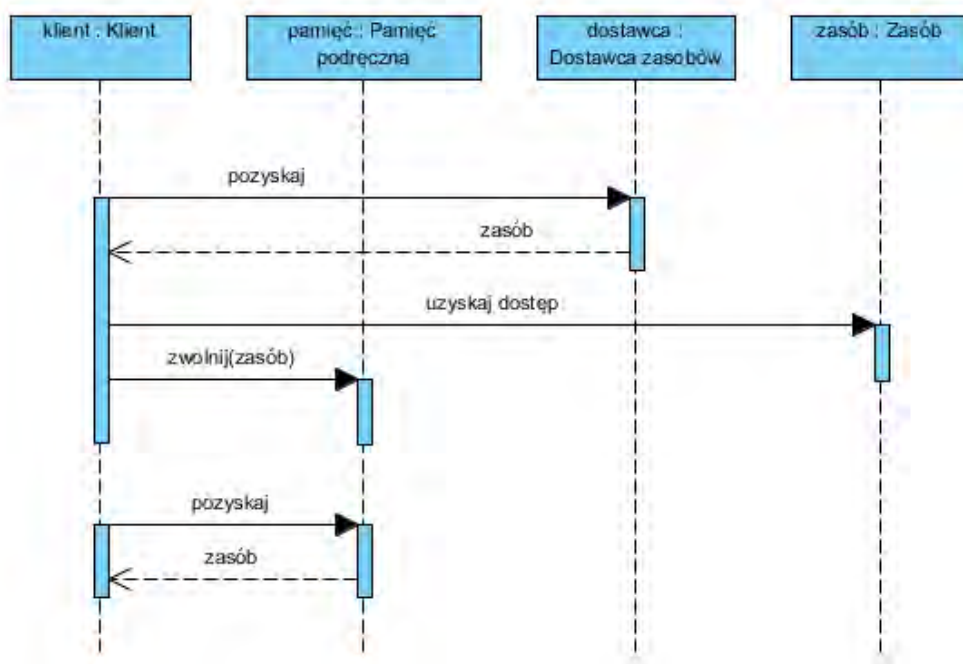 klient : Klient
pamięć : Pamięć
podręczna
dostawca :
Dostawca zasobów
zasób : Zasób
pozyskaj
zasób
uzyskaj dostęp
zwolnij(zasób)
pozyskaj
zasób